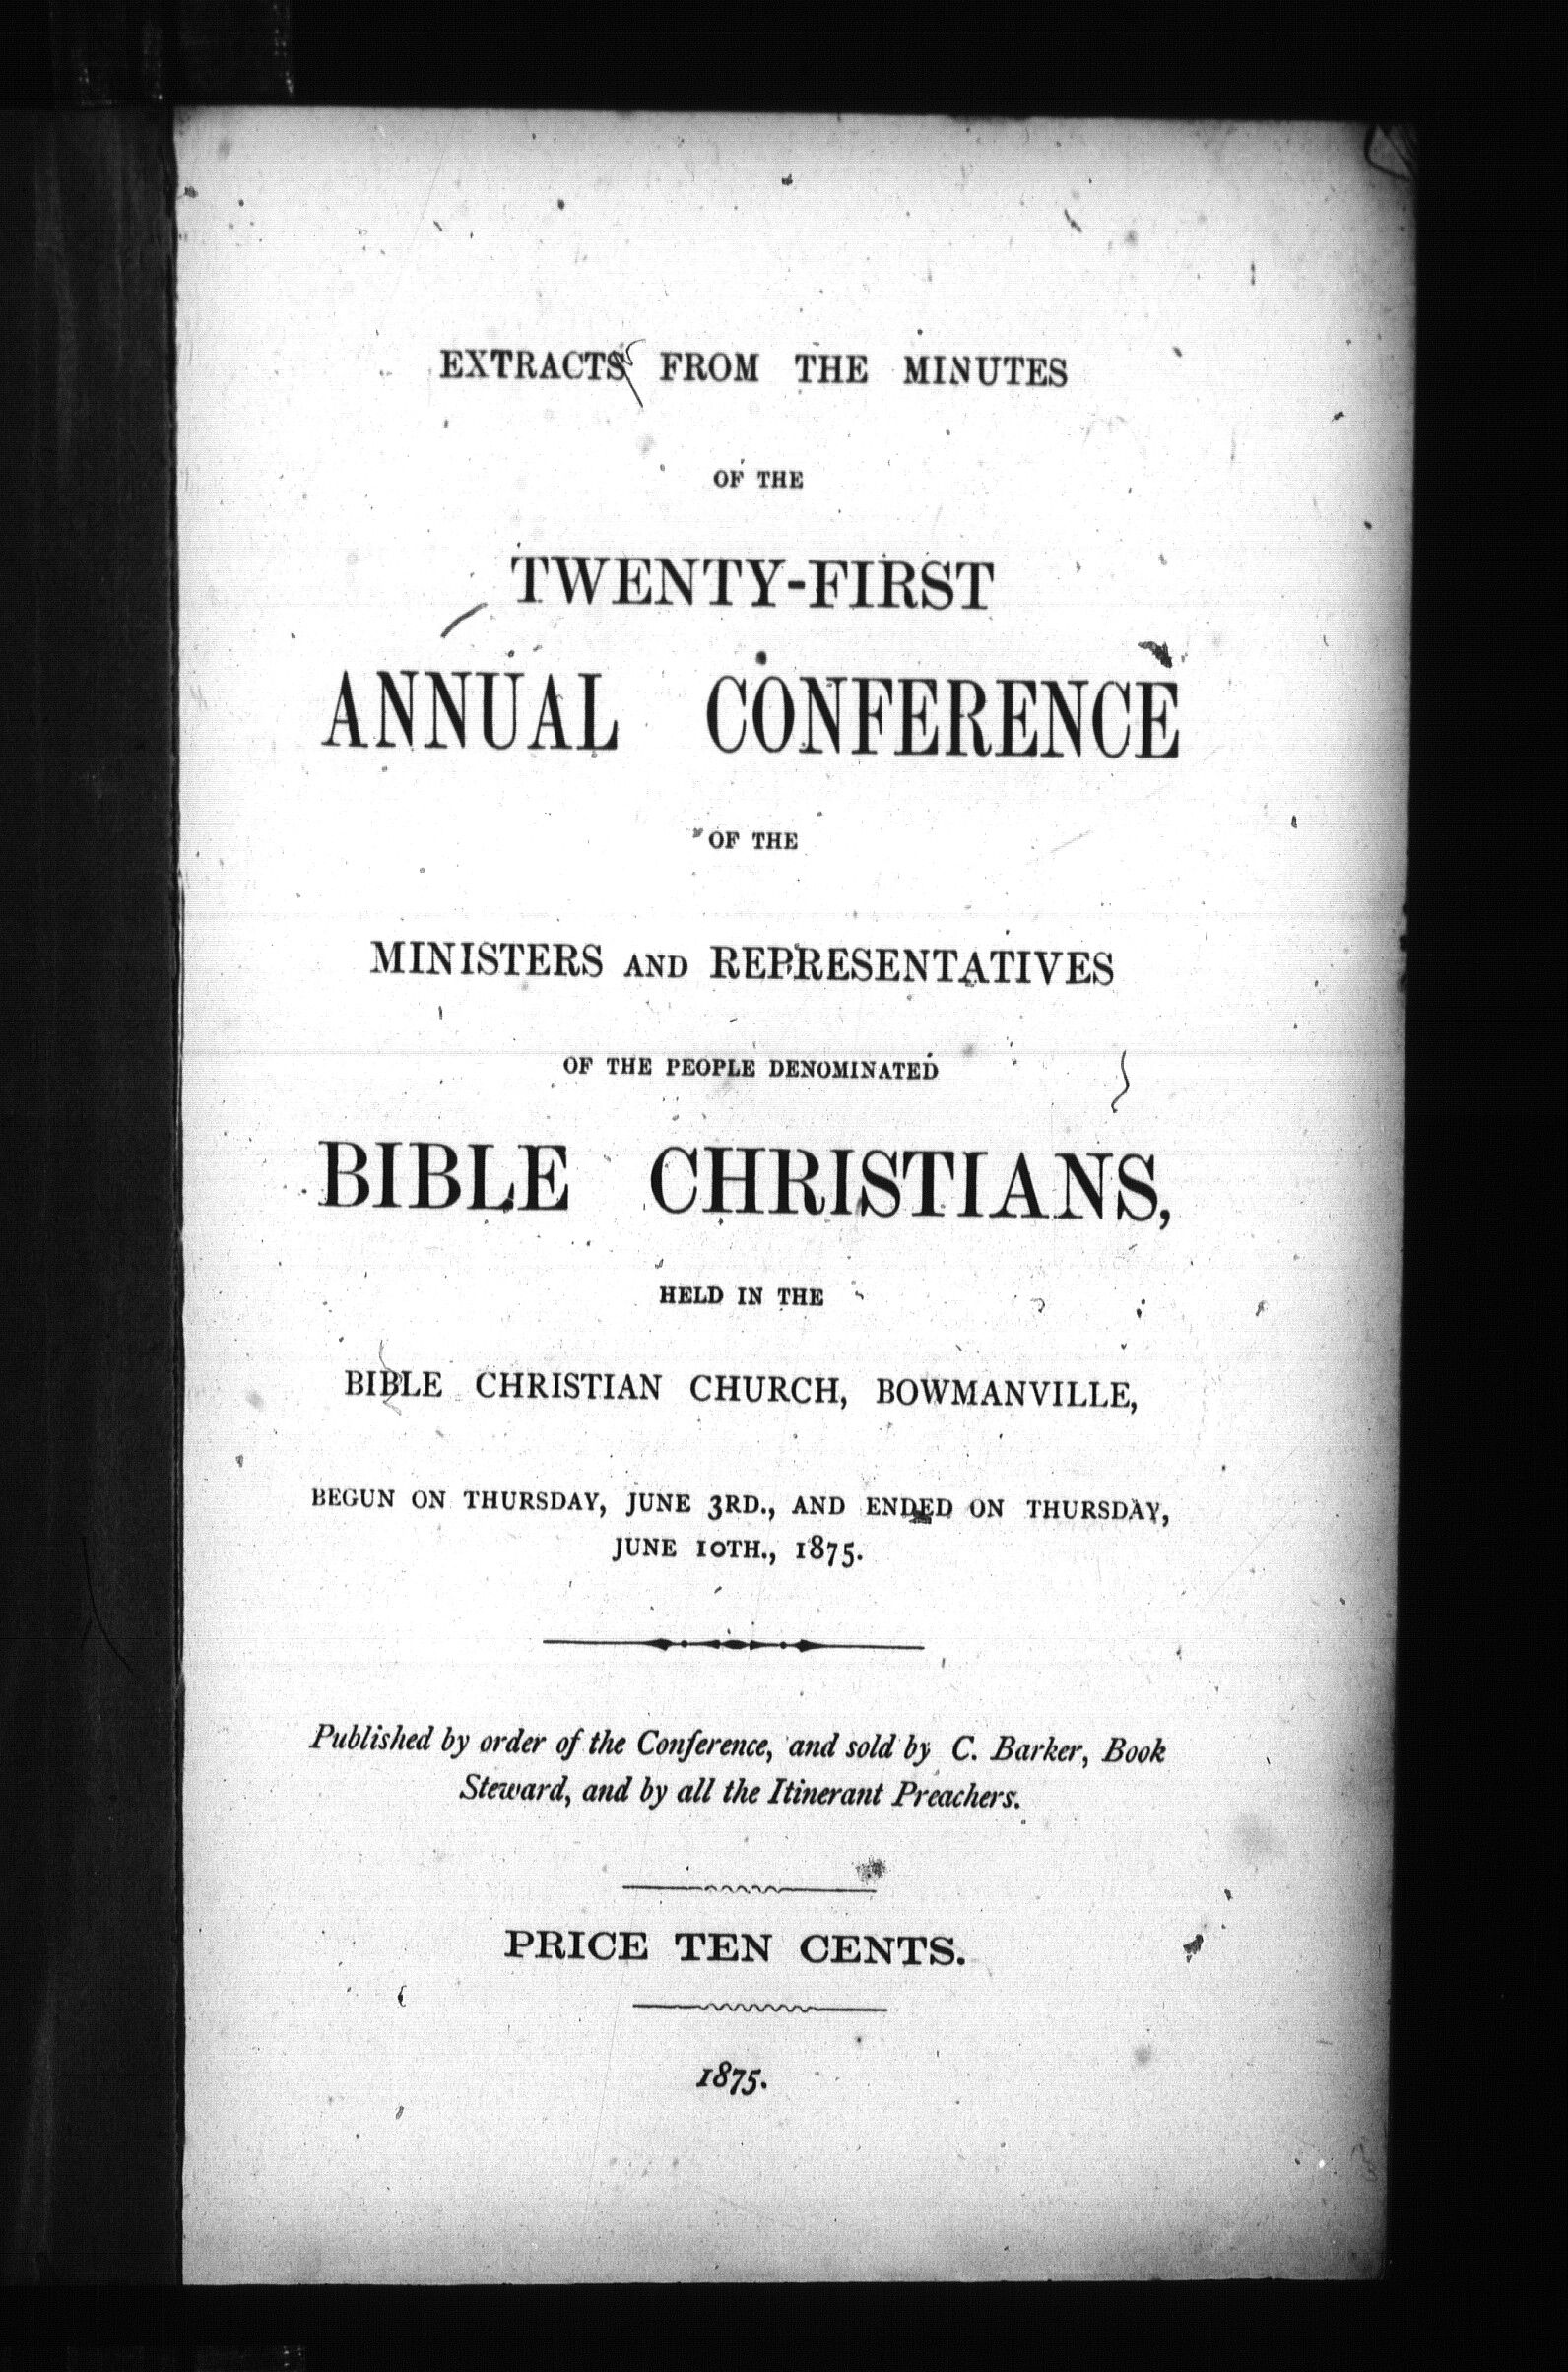 EXTRACTS FROM THE MINUTES
OF THE
TWENTY-FIRST
ANNUAL CONFERENCE
OF THE
MINISTERS AND REPRESENTATIVES
OF THE PEOPLE DENOMINATED
BIBLE CHRISTIANS,
HELD IN THE
BIBLE CHRISTIAN CHURCH, BOWMANVILLE,
BEGUN ON THURSDAY, JUNE 3RD., AND ENDED ON THURSDAY,
JUNE 10TH., 1875.
Published by order of the Conference, and sold by C. Barker, Book
Steward, and by all the Itinerant Preachers.
PRICE TEN CENTS.
1875.